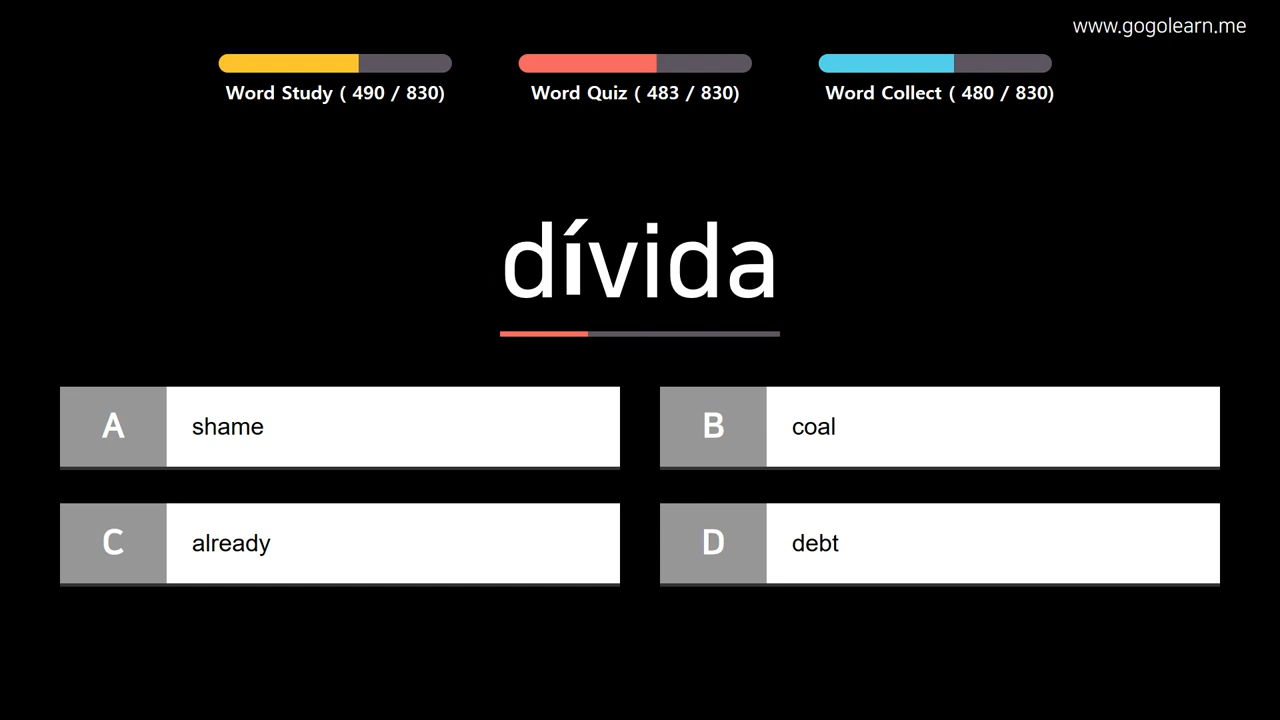 www.gogolearn.me
Word Study ( 490 / 830)
Word Quiz ( 483 / 830)
Word Collect ( 480 / 830)
dívida
A shame
B coal
C already
D debt